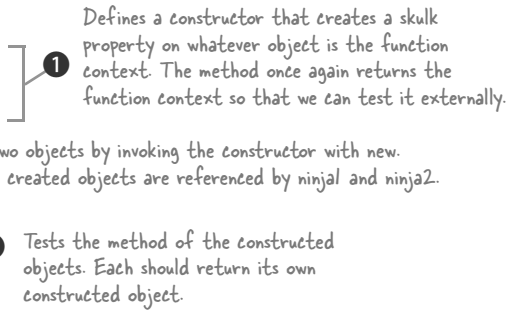 Defines a constructor that creates a skulk
property on whatever object is the function
1 context. The method once again returns the
function context so that we can test it externally.
wo objects by invoking the constructor with new.
created objects are referenced by ninja1 and ninja2.
Tests the method of the constructed
objects. Each should return its own
constructed object.